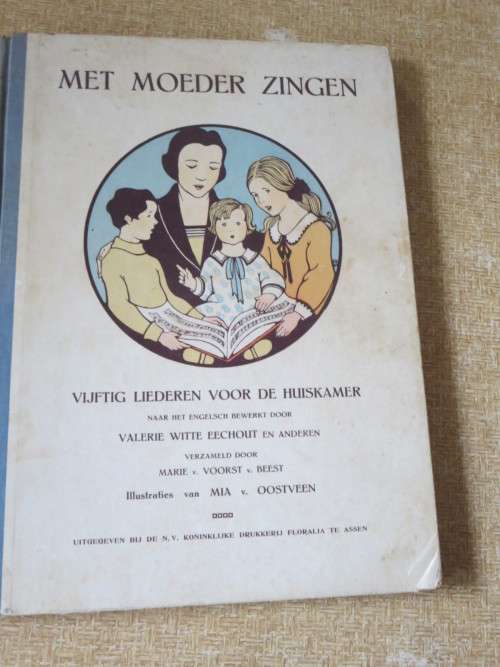 MET MOEDER ZINGEN
VIJFTIG LIEDEREN VOOR DE HUISKAMER
NAAR HET ENGELSCH BEWERKT DOOR
VALERIE WITTE EECHOUT EN ANDEREN
VERZAMELD DOOR
MARIE v. VOORST v. BEEST
Illustraties van MIA v. OOSTVEEN
UITGEGEVEN BIJ DE N.V. KONINKLIJKE DRUKKERIJ FLORALIA TE ASSEN